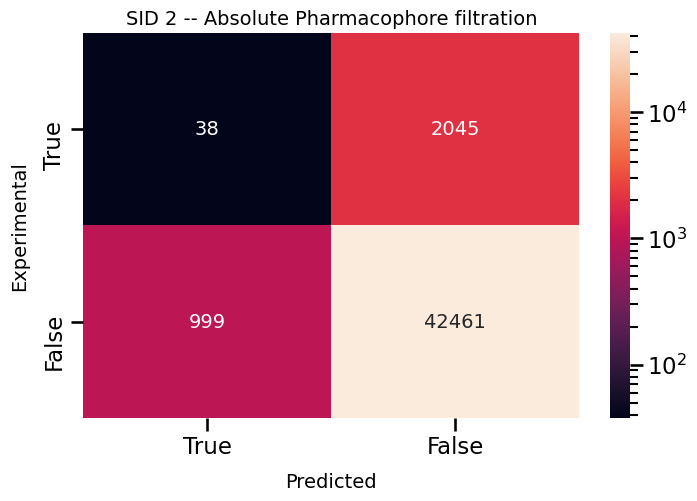 SID 2 -- Absolute Pharmacophore filtration
Experimental
True
False
38
2045
999
42461
True
False
Predicted
10⁴
10³
10²